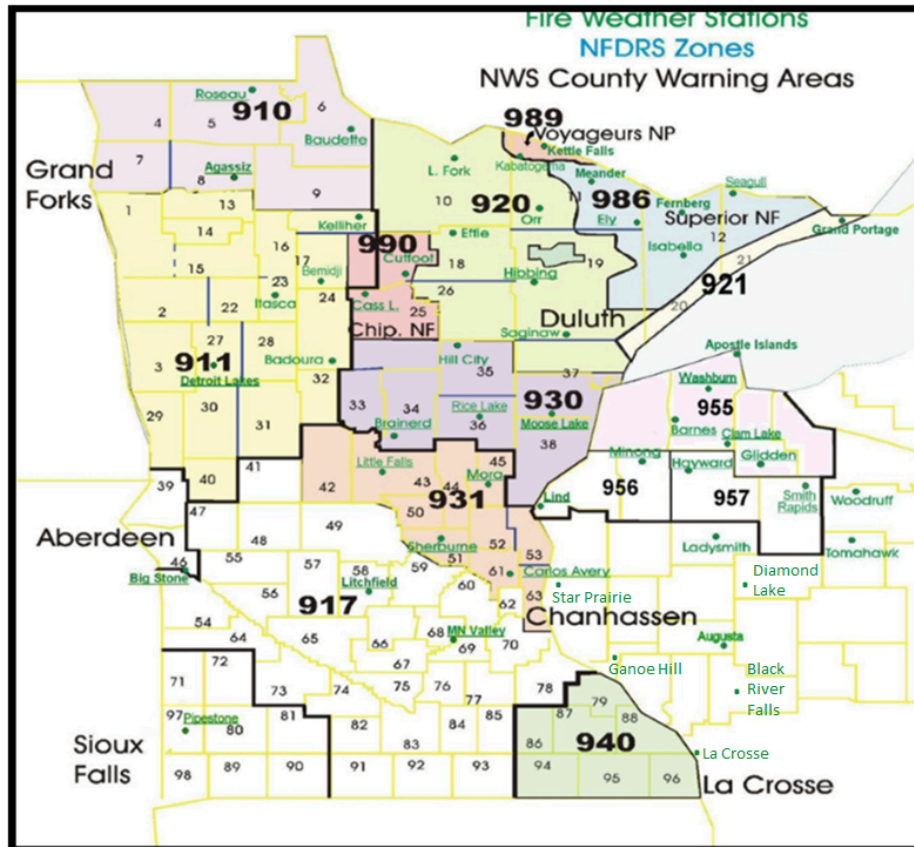 Fire Weather Stations
NFDRS Zones
NWS County Warning Areas
989
Voyageurs NP
Kettle Falls
Kabatogema
Roseau
910
4
5
6
Baudette
L. Fork
Meander
Seagull
Grand
Forks
7
8
Agassiz
9
10
920
Orr
11
986
Fernberg
Superior NF
Ely
12
Grand Portage
1
13
14
Kelliher
16
990
Effie
Isabella
21
15
17
Bemidji
Cutfoot
18
Hibbing
19
921
23
Itasca
24
Cass L.
26
20
2
22
25
Chip. NF
Saginaw
Duluth
27
28
Apostle Islands
3
911
Detroit Lakes
Badoura
Hill City
35
37
32
Washburn
29
30
31
33
34
Rice Lake
36
930
Moose Lake
955
Brainerd
38
Barnes
Clam Lake
41
Little Falls
45
Minong
Hayward
Glidden
39
40
42
43
44
Mora
956
957
Smith
Rapids
Woodruff
47
931
Lind
50
Aberdeen
48
49
Sherburne
52
53
Ladysmith
Tomahawk
46
55
57
51
Big Stone
58
59
61
Carlos Avery
Diamond
Lake
56
917
Litchfield
60
63
Star Prairie
54
62
Chanhassen
64
65
66
68
MN Valley
69
70
Augusta
67
71
72
Ganoe Hill
Black
River
Falls
73
74
75
76
77
78
79
97
Pipestone
80
81
82
84
85
87
88
Sioux
Falls
83
86
940
La Crosse
98
89
90
91
92
93
94
95
96
La Crosse